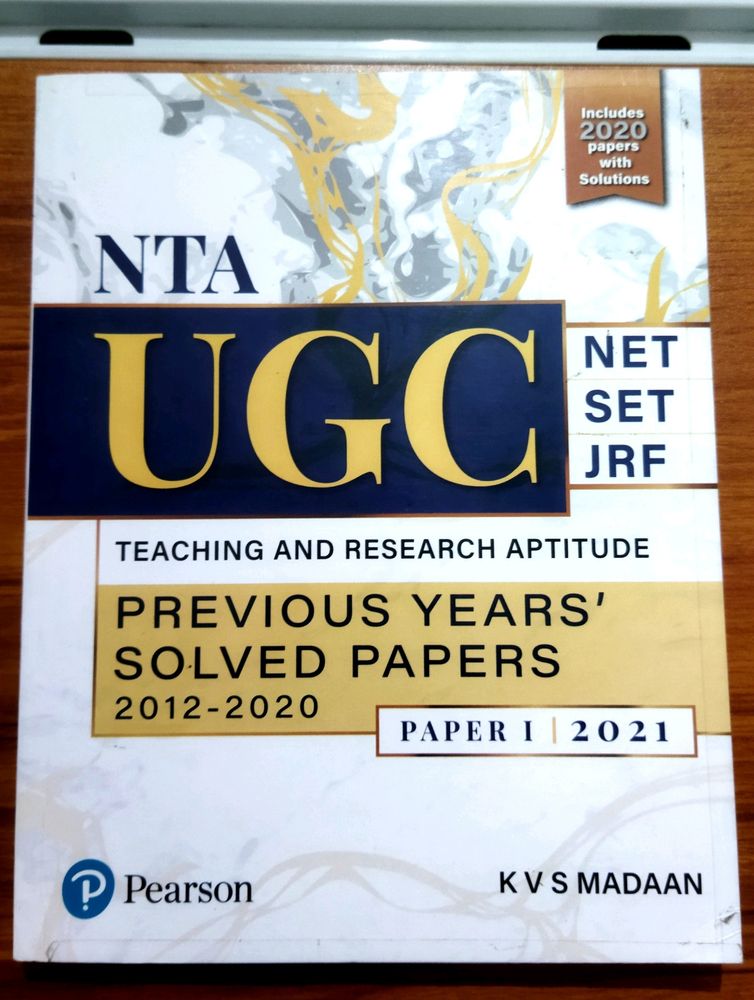 Includes
2020
papers
with
Solutions
NTA
UGC
NET
SET
JRF
TEACHING AND RESEARCH APTITUDE
PREVIOUS YEARS'
SOLVED PAPERS
2012-2020
PAPER I | 2021
Pearson
K V S MADAAN